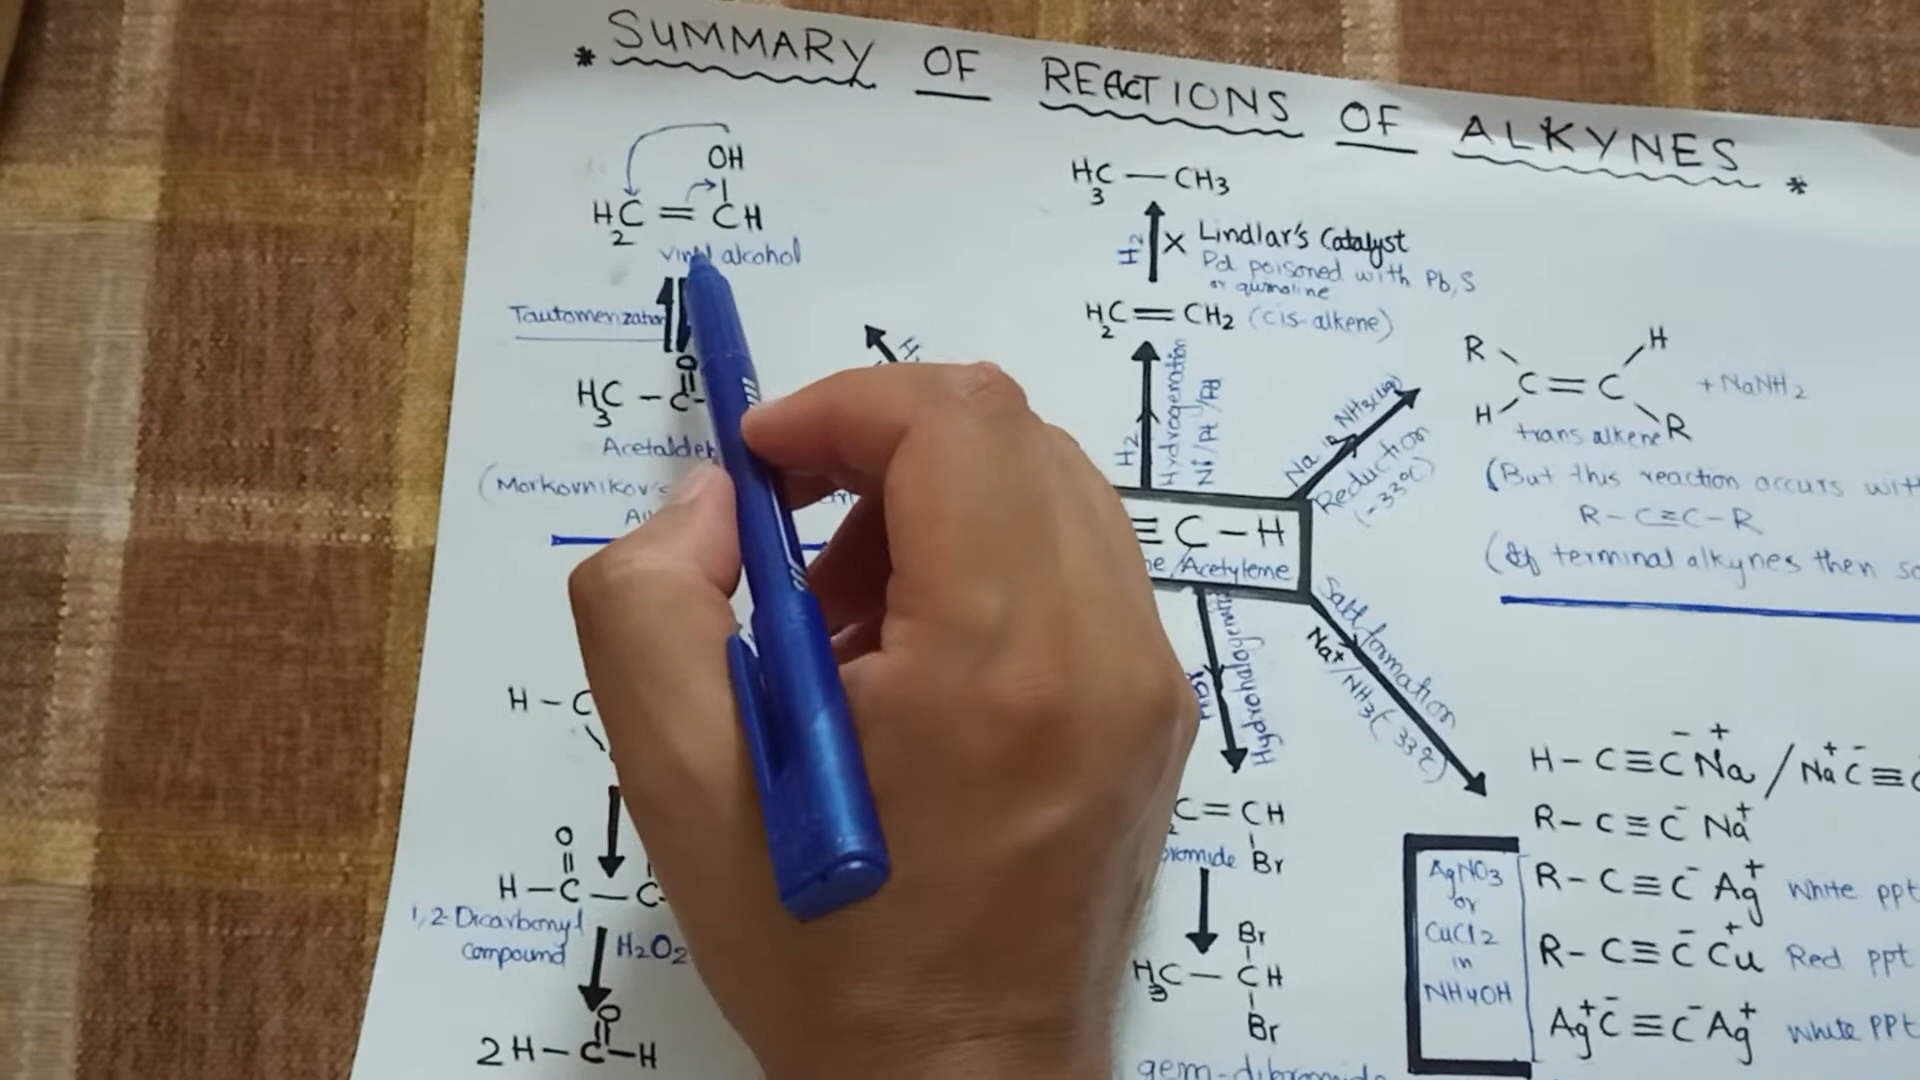 * SUMMARY OF REACTIONS OF ALKYNES *
OH
H2C = CH
alcohol
Tautomerization
O
H3C - C
(Markovnikov's
H3C — CH3
H2 X Lindlar's Catalyst
Pd poisoned with Pb, S
or quinoline
H2C = CH2 (cis-alkene)
H2 Hydrogenation
Ni/Pt/Pd
Na in NH3(liq)
Reduction
(-33°C)
R H
C = C + NaNH2
H R
trans alkene
(But this reaction occurs
R - C≡C - R
(If terminal alkynes then
≡ C - H
/Acetylene
Salt formation
Na+/NH3(33°C)
HBr
C = CH
Br
Br
H3C — CH
Br
gem-dibromide
H - C
O
H - C — C
1,2-Dicarbonyl
compound
H2O2
O
2H - C - H
H - C≡C⁻ Na⁺ / Na⁺ C⁻≡
R - C≡C⁻ Na⁺
AgNO3
or
CuCl2
in
NH4OH
R - C≡C⁻ Ag⁺ White ppt
R - C≡C⁻ Cu⁺ Red ppt
Ag⁺C⁻≡C⁻Ag⁺ White ppt